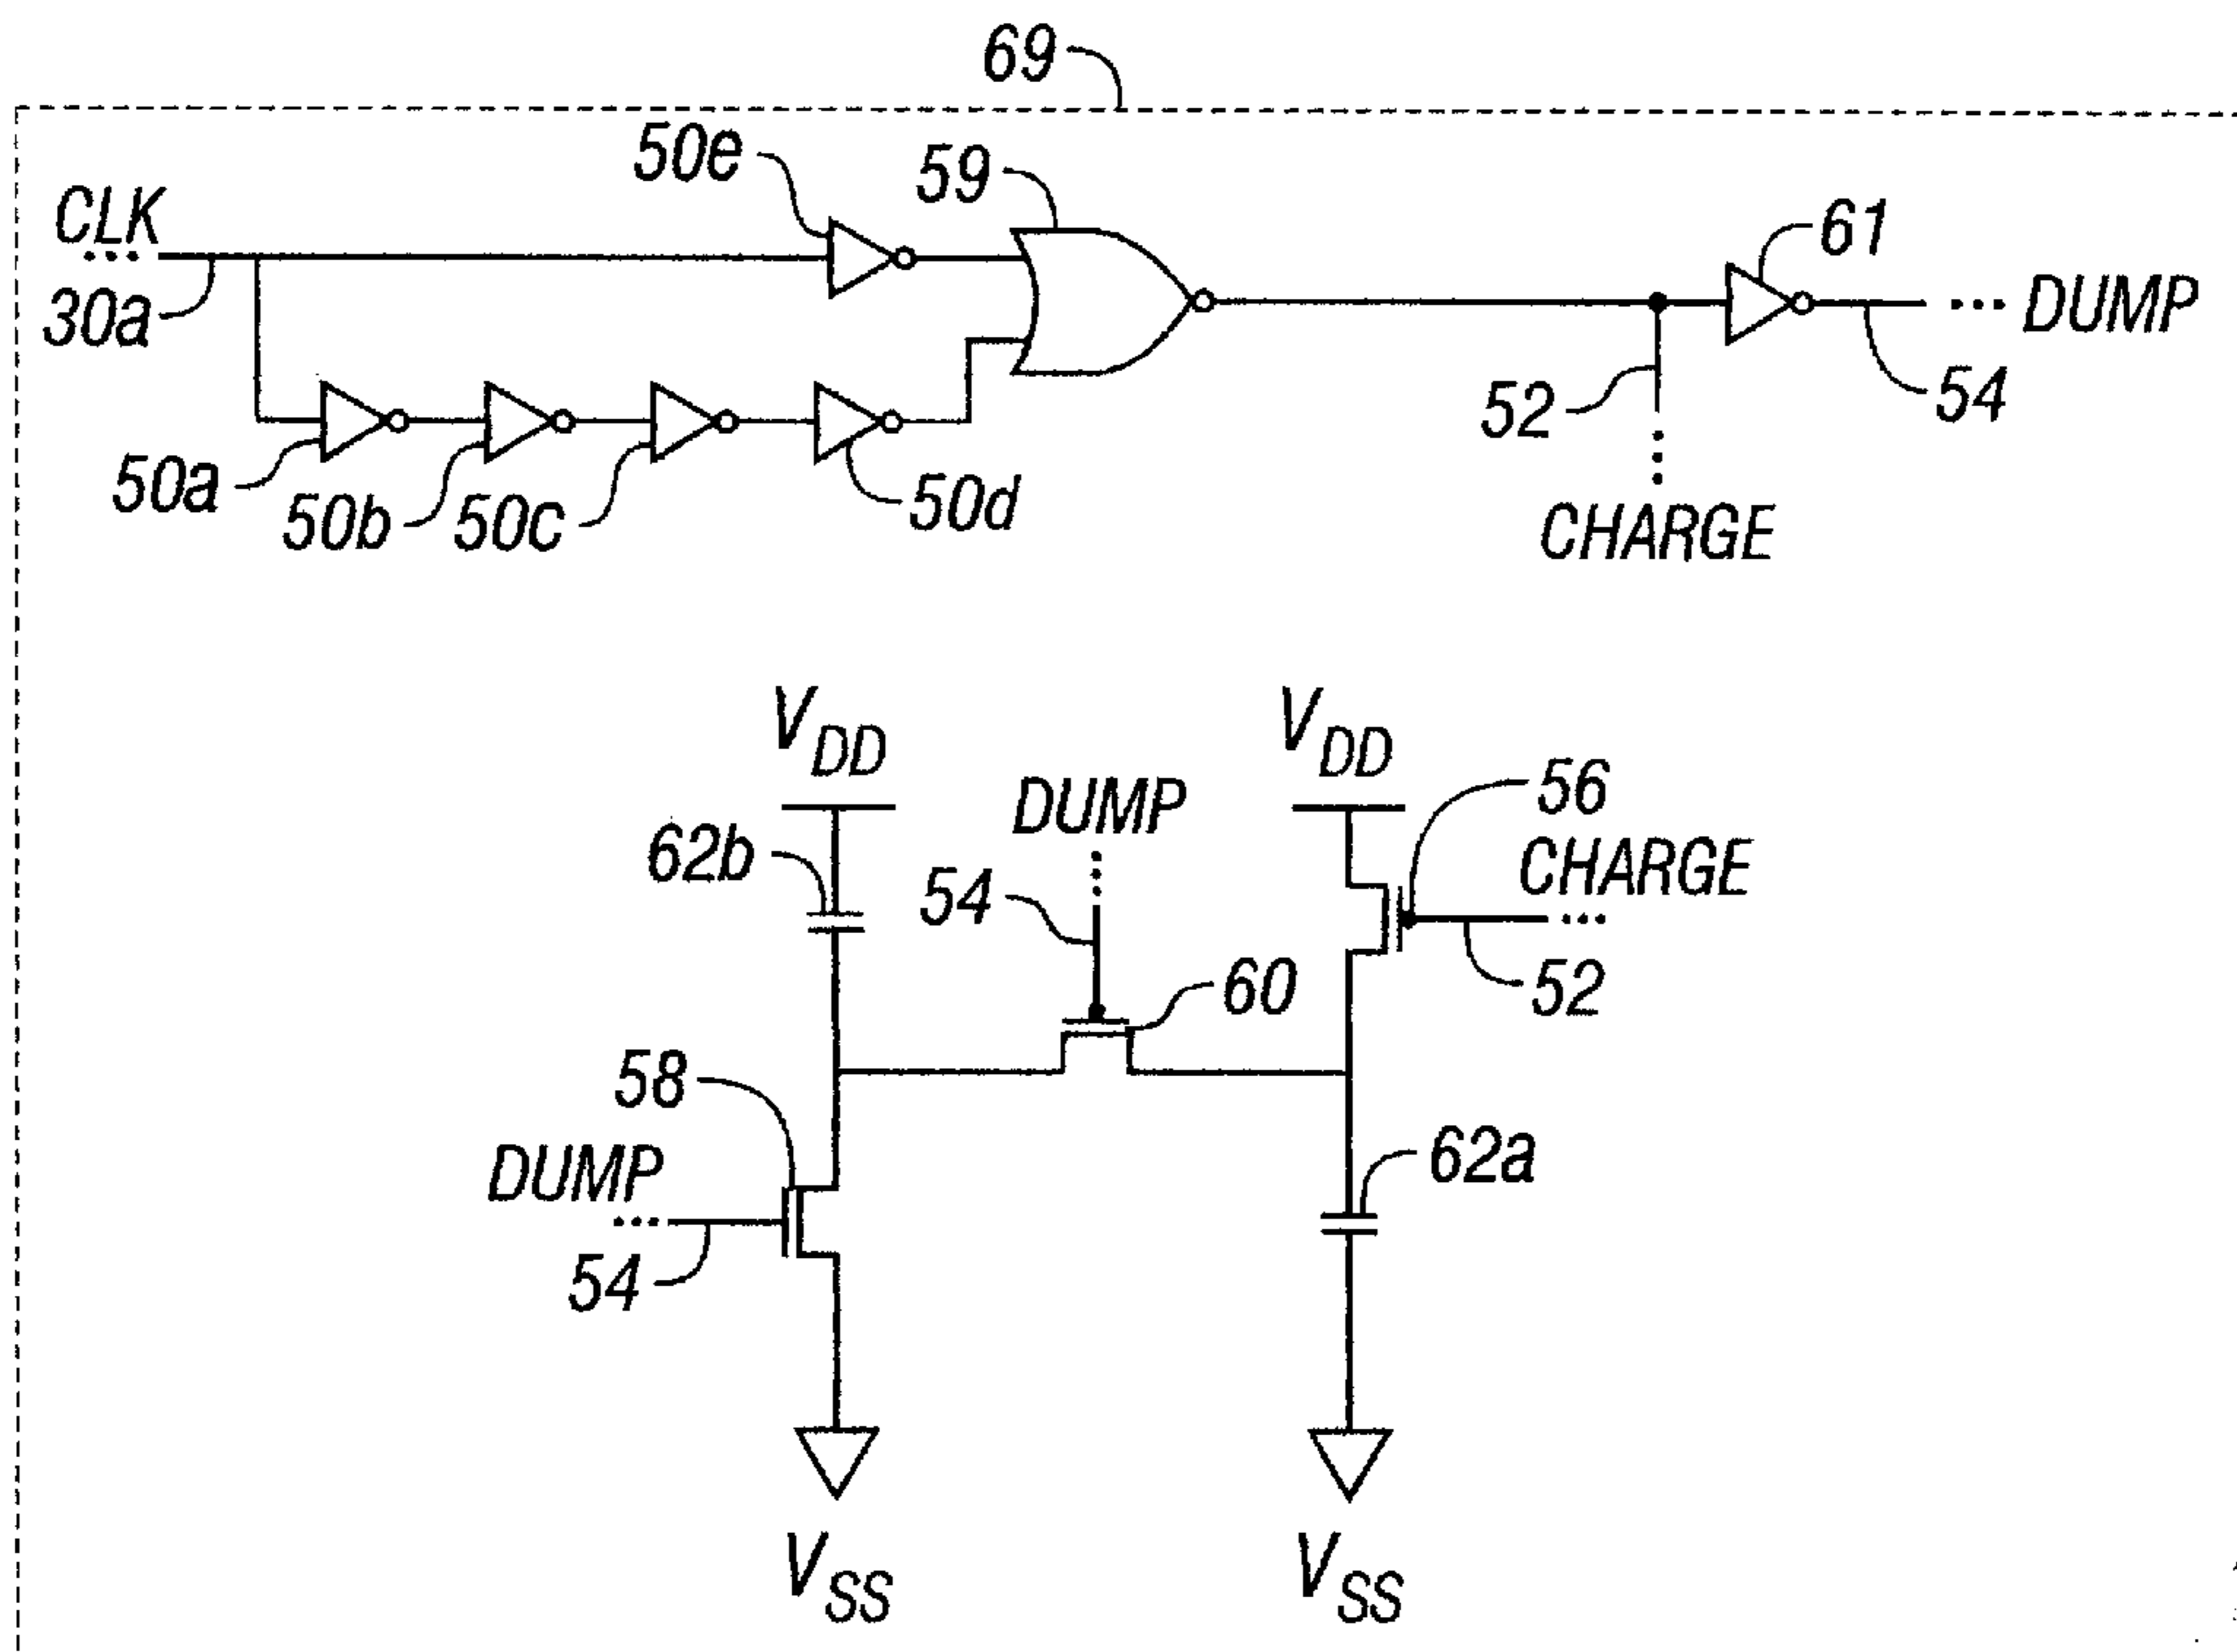 69
50e
59
CLK
61
30a
DUMP
52
54
50a
50b
50c
50d
CHARGE
VDD
VDD
DUMP
56
62b
54
CHARGE
52
60
58
DUMP
62a
54
VSS
VSS